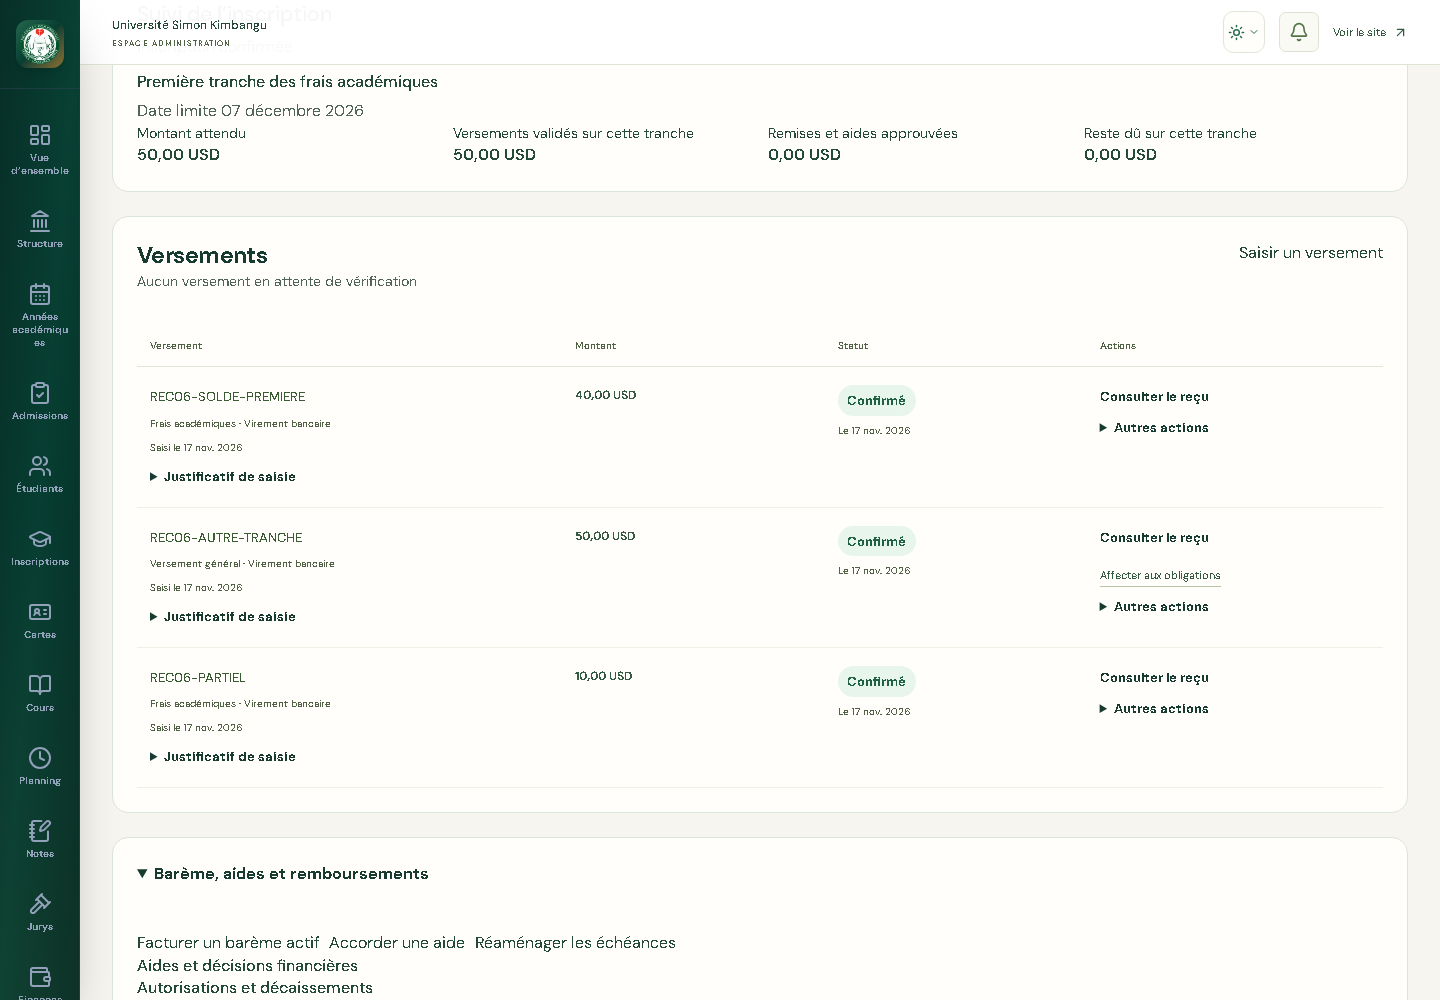 Suivi de l'inscription
Université Simon Kimbangu
ESPACE ADMINISTRATION
Voir le site
Vue
d'ensemble
Structure
Années
académiqu
es
Admissions
Étudiants
Inscriptions
Cartes
Cours
Planning
Notes
Jurys
Finances
Première tranche des frais académiques
Date limite 07 décembre 2026
Montant attendu
50,00 USD
Versements validés sur cette tranche
50,00 USD
Remises et aides approuvées
0,00 USD
Reste dû sur cette tranche
0,00 USD
Versements
Saisir un versement
Aucun versement en attente de vérification
Versement Montant Statut Actions
REC06-SOLDE-PREMIERE 40,00 USD Confirmé Consulter le reçu
Frais académiques · Virement bancaire Le 17 nov. 2026 Autres actions
Saisi le 17 nov. 2026
Justificatif de saisie
REC06-AUTRE-TRANCHE 50,00 USD Confirmé Consulter le reçu
Versement général · Virement bancaire Le 17 nov. 2026 Affecter aux obligations
Saisi le 17 nov. 2026 Autres actions
Justificatif de saisie
REC06-PARTIEL 10,00 USD Confirmé Consulter le reçu
Frais académiques · Virement bancaire Le 17 nov. 2026 Autres actions
Saisi le 17 nov. 2026
Justificatif de saisie
Barème, aides et remboursements
Facturer un barème actif Accorder une aide Réaménager les échéances
Aides et décisions financières
Autorisations et décaissements